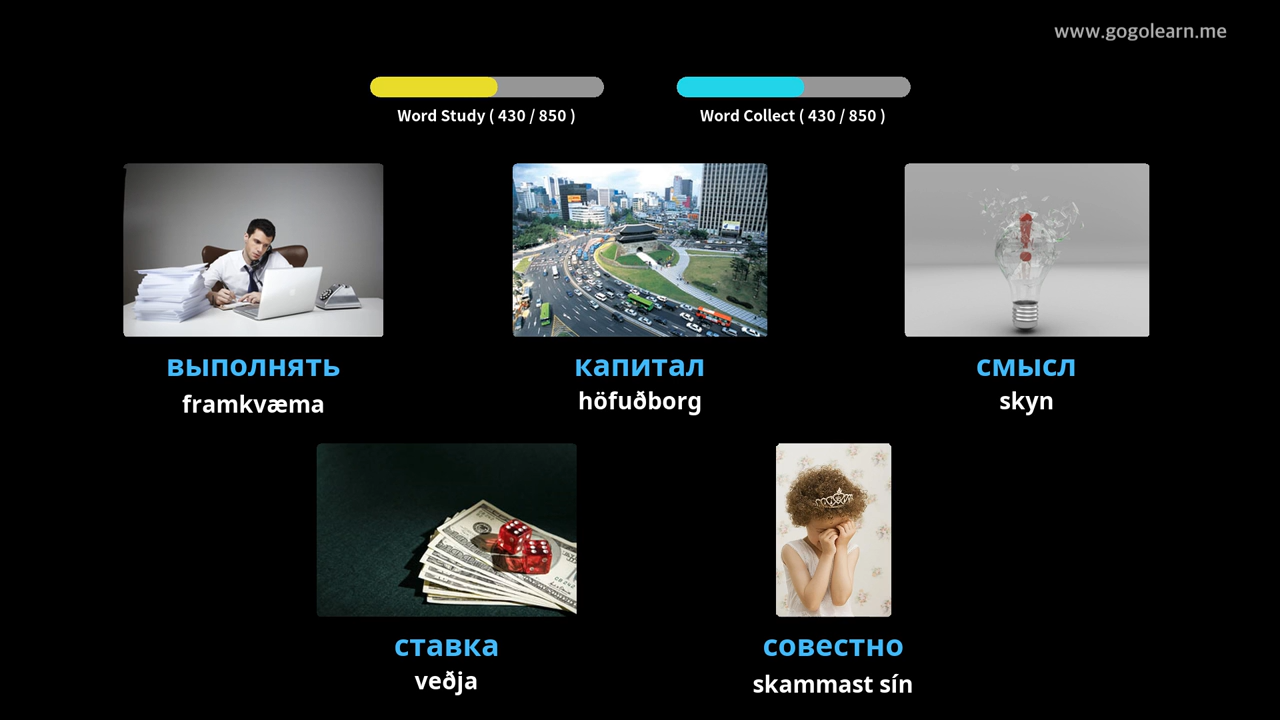 www.gogolearn.me
Word Study ( 430 / 850 )
Word Collect ( 430 / 850 )
выполнять
framkvæma
капитал
höfuðborg
смысл
skyn
ставка
veðja
совестно
skammast sín